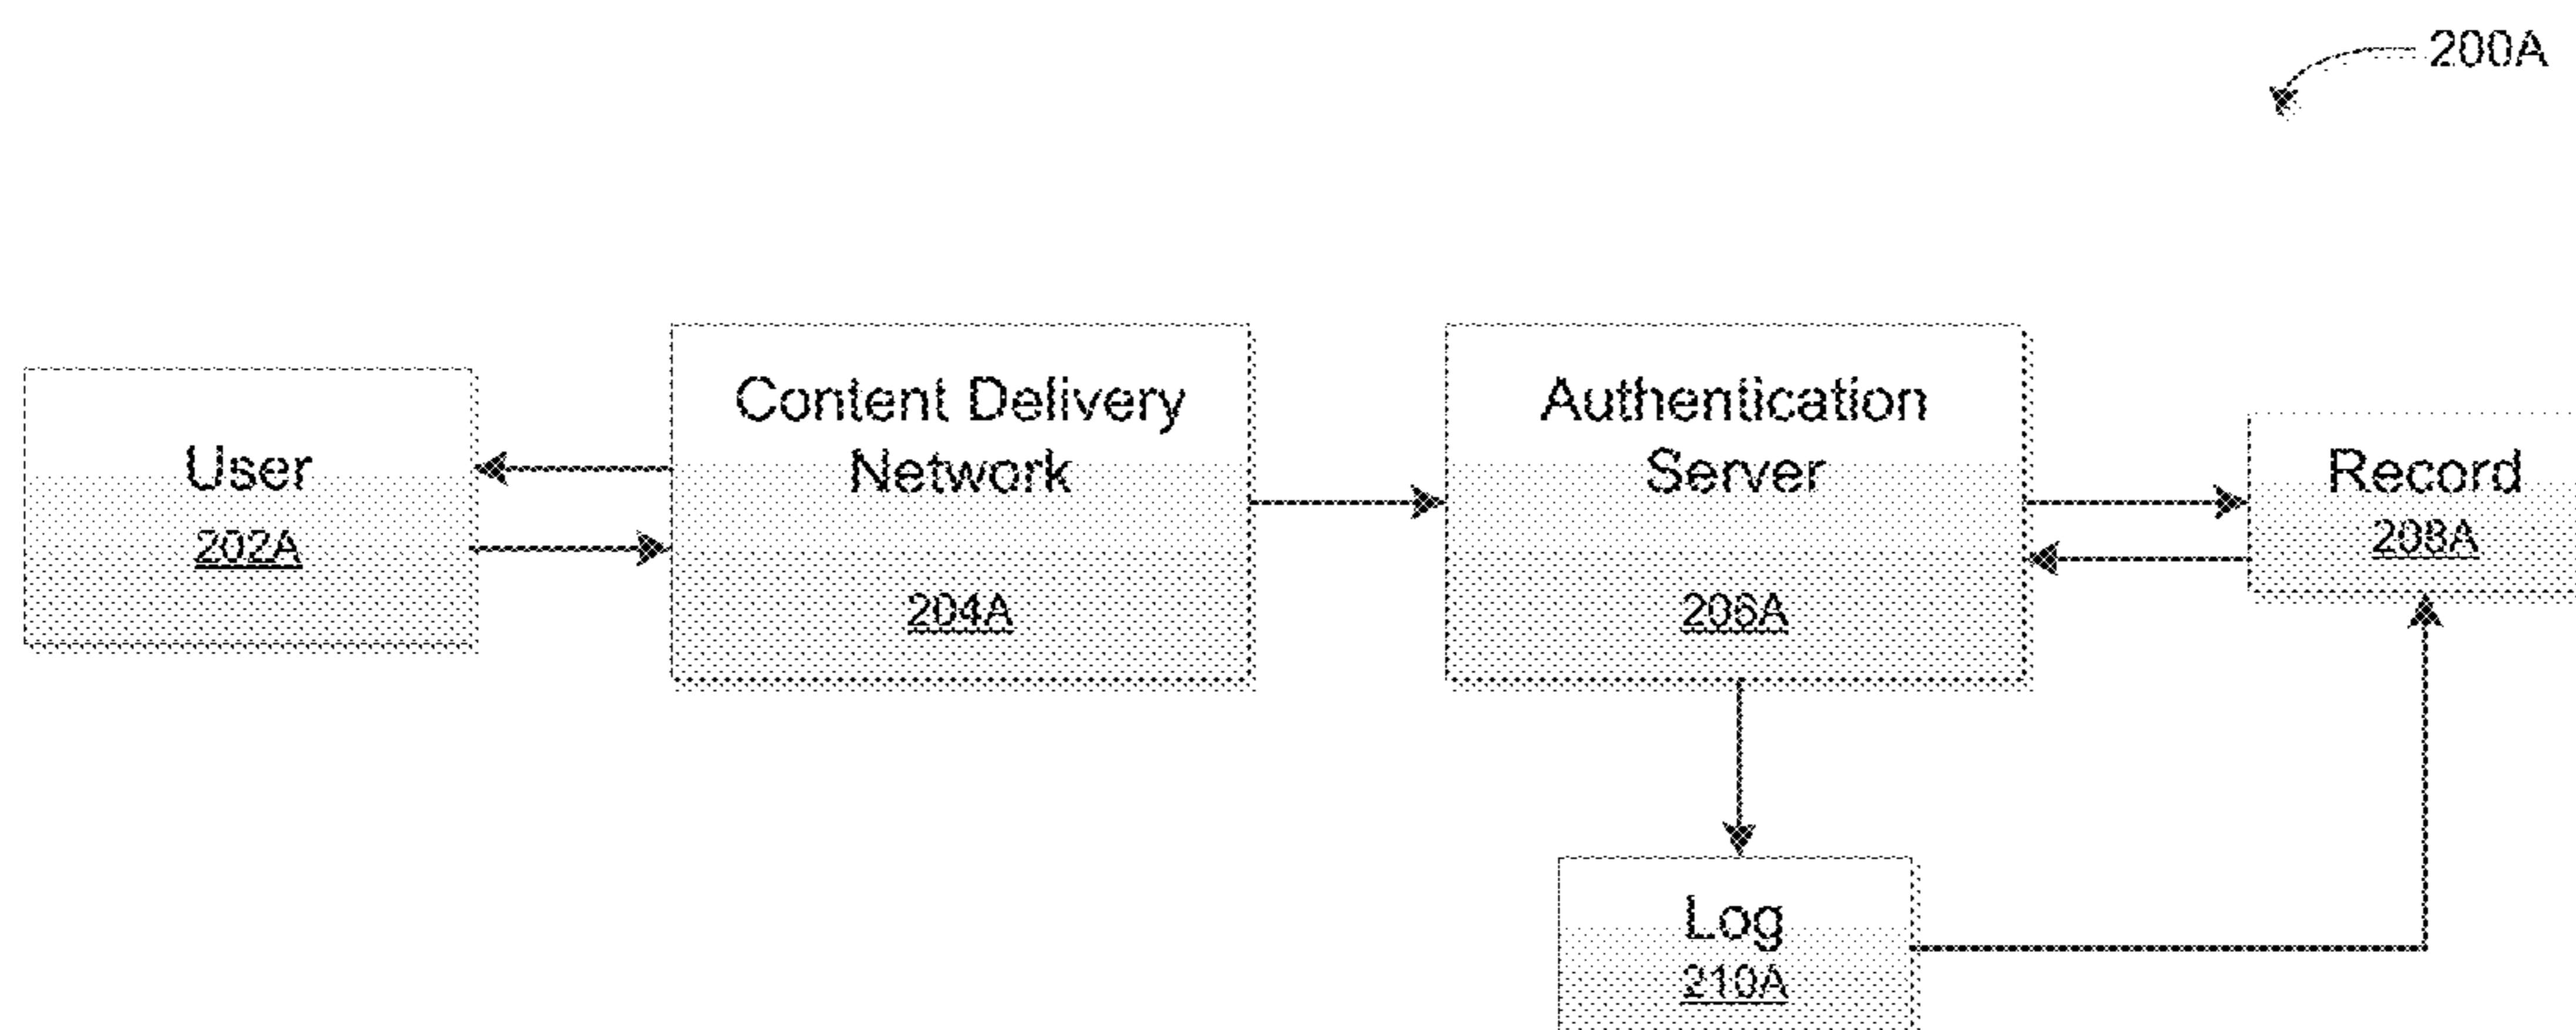 200A
User
202A
Content Delivery
Network
204A
Authentication
Server
206A
Record
208A
Log
210A